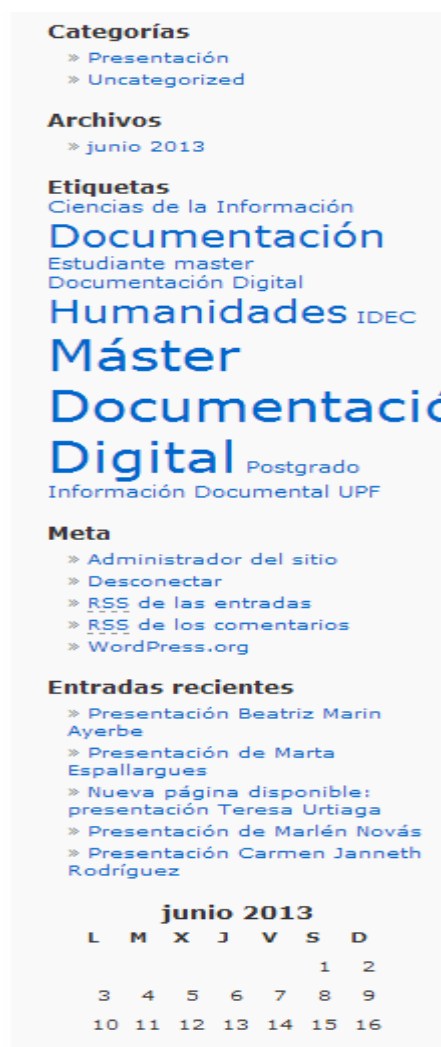 Categorías
» Presentación
» Uncategorized
Archivos
» junio 2013
Etiquetas
Ciencias de la Información
Documentación
Estudiante master
Documentación Digital
Humanidades IDEC
Máster
Documentació
Digital Postgrado
Información Documental UPF
Meta
» Administrador del sitio
» Desconectar
» RSS de las entradas
» RSS de los comentarios
» WordPress.org
Entradas recientes
» Presentación Beatriz Marin
Ayerbe
» Presentación de Marta
Espallargues
» Nueva página disponible:
presentación Teresa Urtiaga
» Presentación de Marlén Novás
» Presentación Carmen Janneth
Rodríguez
junio 2013
L M X J V S D
1 2
3 4 5 6 7 8 9
10 11 12 13 14 15 16